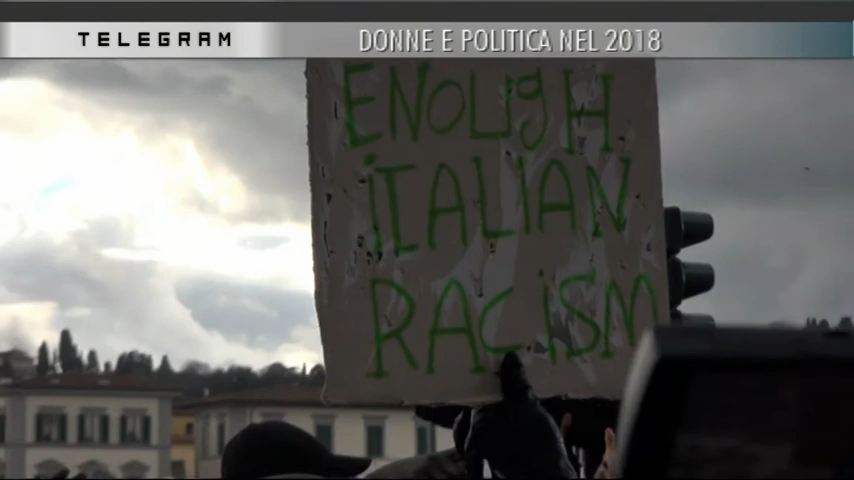 TELEGRAM
DONNE E POLITICA NEL 2018
ENOUGH
iTALIAN
RACiSM